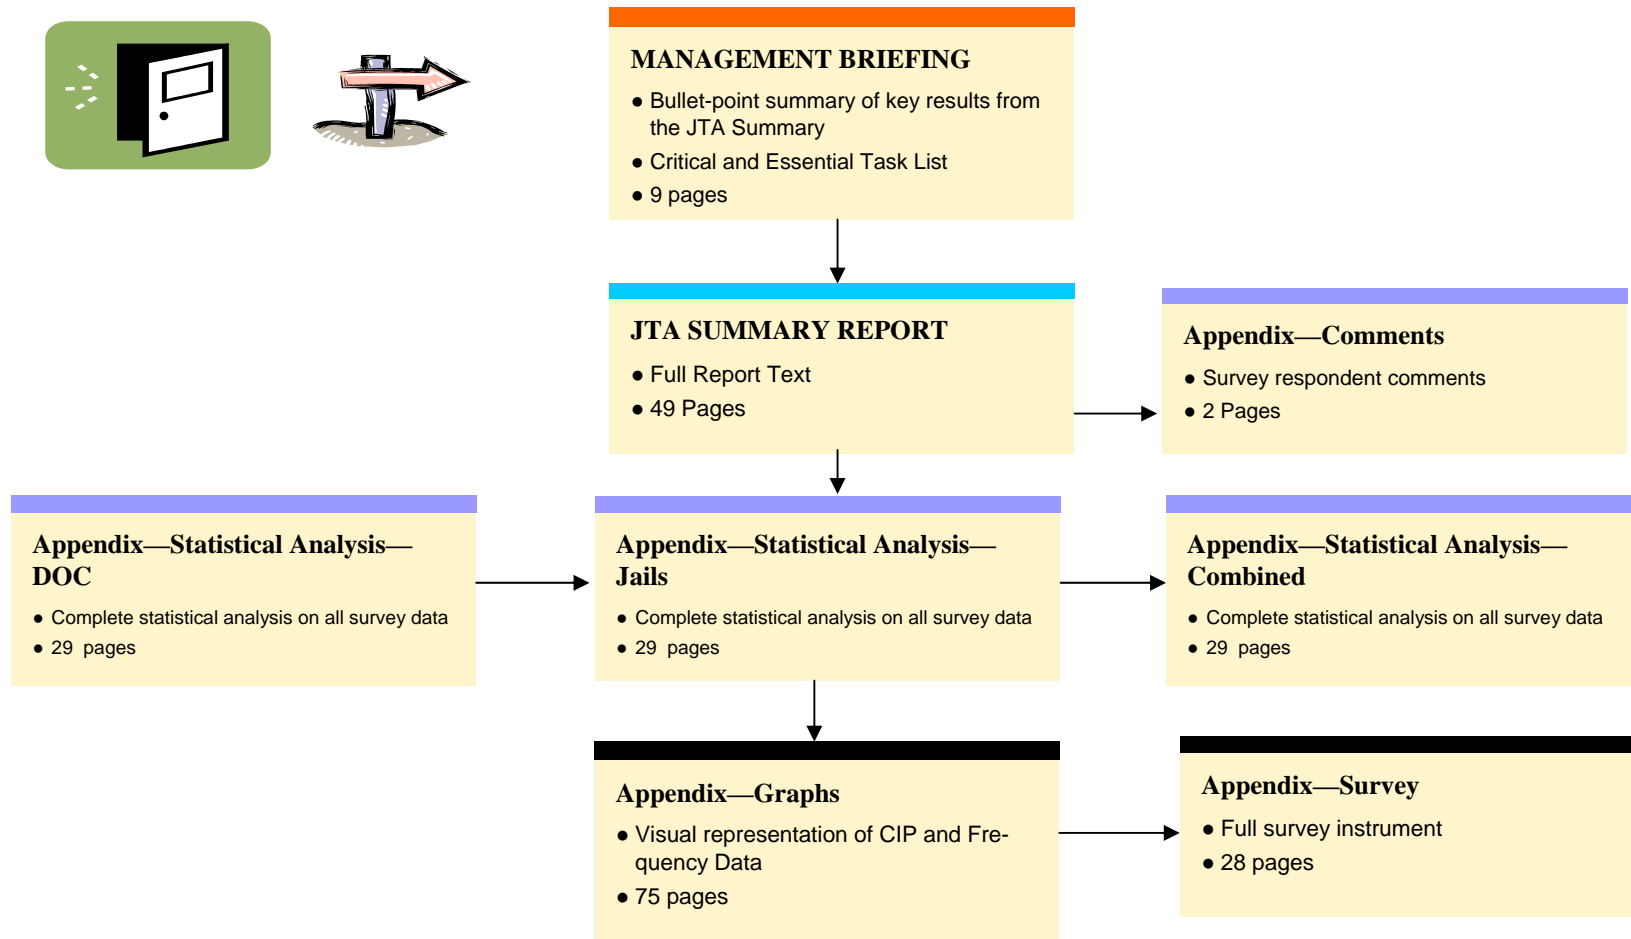 MANAGEMENT BRIEFING
● Bullet-point summary of key results from
the JTA Summary
● Critical and Essential Task List
● 9 pages
JTA SUMMARY REPORT
● Full Report Text
● 49 Pages
Appendix—Comments
● Survey respondent comments
● 2 Pages
Appendix—Statistical Analysis—
DOC
● Complete statistical analysis on all survey data
● 29 pages
Appendix—Statistical Analysis—
Jails
● Complete statistical analysis on all survey data
● 29 pages
Appendix—Statistical Analysis—
Combined
● Complete statistical analysis on all survey data
● 29 pages
Appendix—Graphs
● Visual representation of CIP and Fre-
quency Data
● 75 pages
Appendix—Survey
● Full survey instrument
● 28 pages